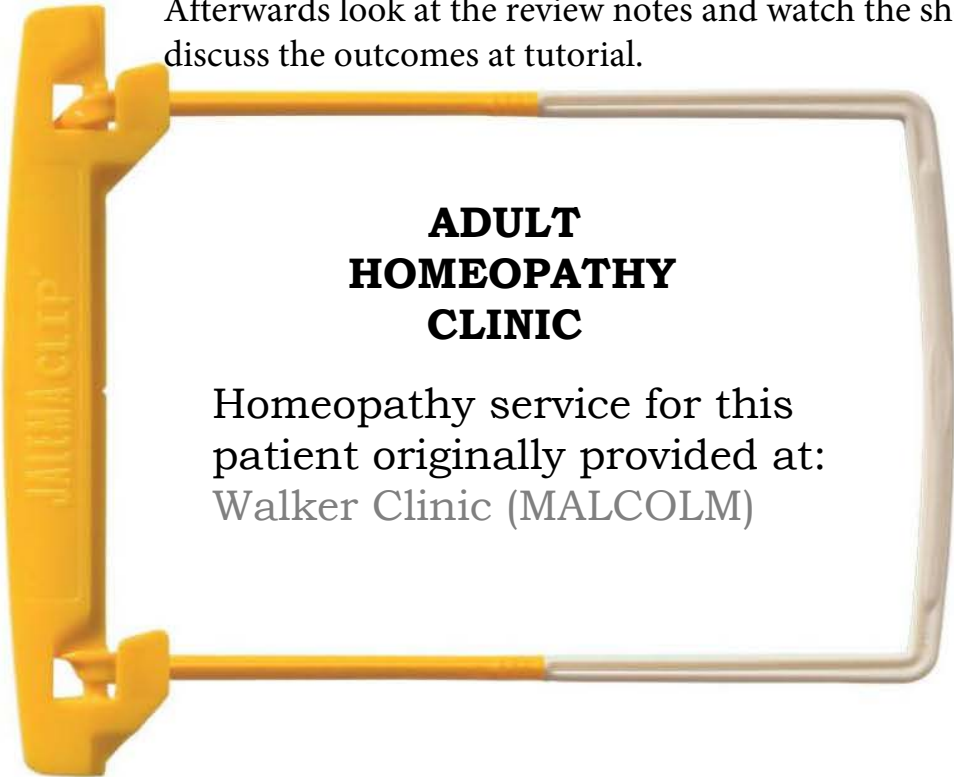 Afterwards look at the review notes and watch the sh
discuss the outcomes at tutorial.
ADULT
HOMEOPATHY
CLINIC
Homeopathy service for this
patient originally provided at:
Walker Clinic (MALCOLM)
JALEMA CLIP